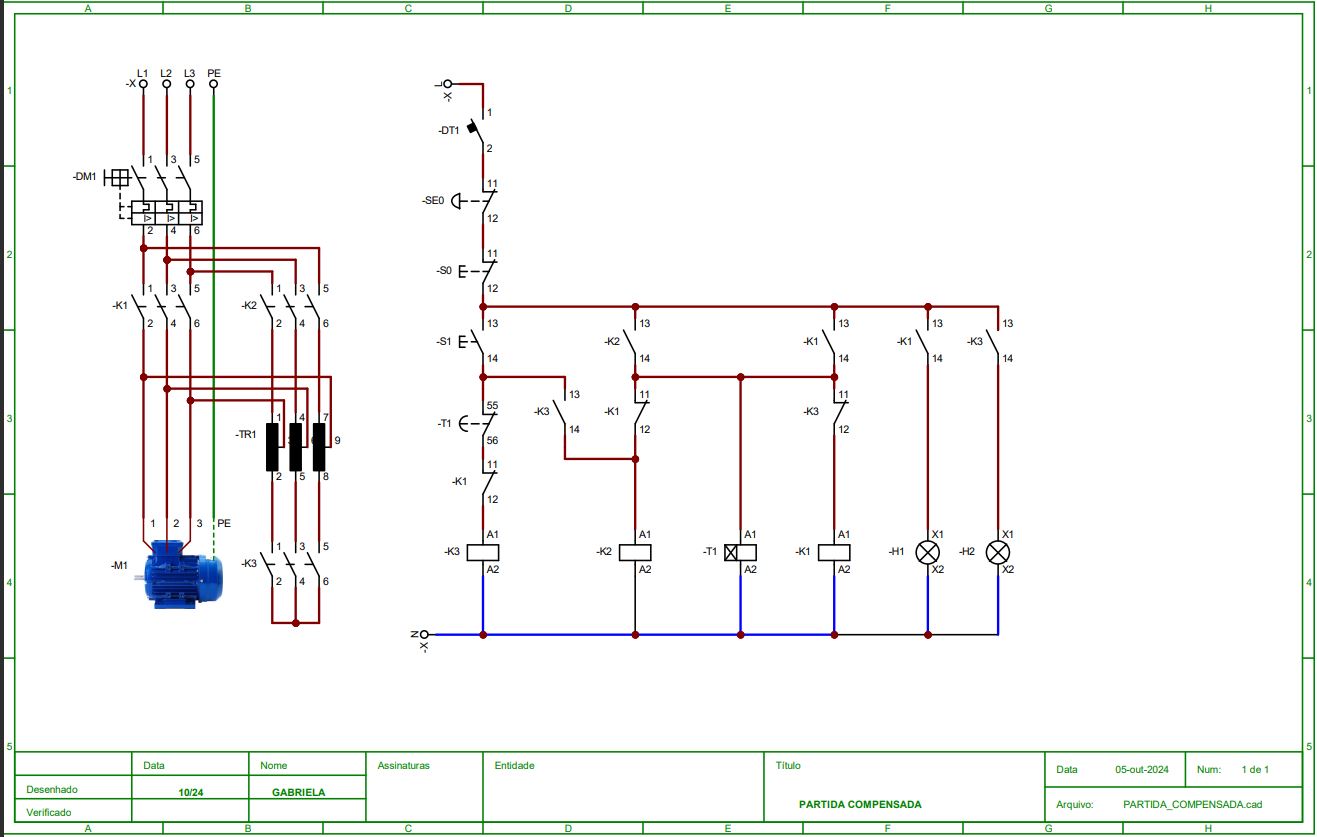 A B C D E F G H
L1 L2 L3 PE
-X
L
-X
1 1
1
-DT1
2
1 3 5
-DM1
I> I> I>
2 4 6
11
-SE0
12
2 2
11
-S0
12
1 3 5
-K1
2 4 6
1 3 5
-K2
2 4 6
13
-S1
14
13
-K2
14
13
-K1
14
13
-K1
14
13
-K3
14
3 3
55
-T1
56
13
-K3
14
11
-K1
12
11
-K3
12
1 4 7
-TR1
9
2 5 8
11
-K1
12
1 2 3 PE
-M1
1 3 5
-K3
2 4 6
A1
-K3
A2
A1
-K2
A2
A1
-T1
A2
A1
-K1
A2
X1
-H1
X2
X1
-H2
X2
4 4
N
-X
5 5
Data Nome Assinaturas Entidade Título
Data 05-out-2024 Num: 1 de 1
Desenhado 10/24 GABRIELA
PARTIDA COMPENSADA
Arquivo: PARTIDA_COMPENSADA.cad
Verificado
A B C D E F G H